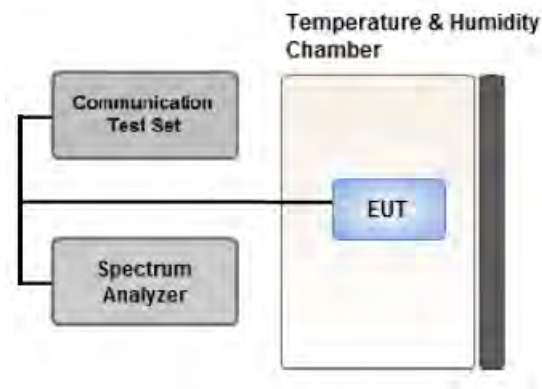 Temperature & Humidity
Chamber
Communication
Test Set
EUT
Spectrum
Analyzer